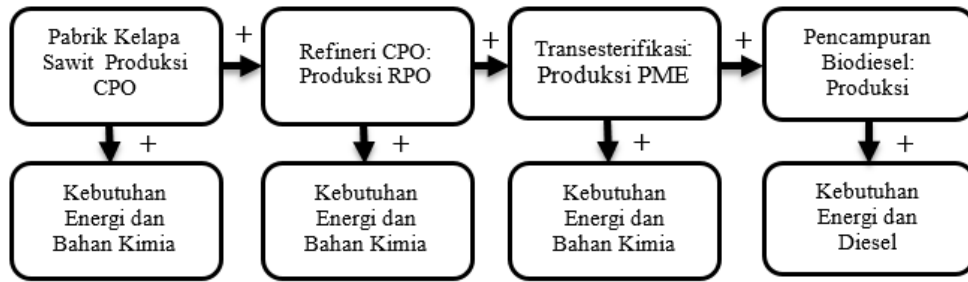 Pabrik Kelapa
Sawit Produksi
CPO
+
Refineri CPO:
Produksi RPO
+
Transesterifikasi:
Produksi PME
+
Pencampuran
Biodiesel:
Produksi
+
+
+
+
Kebutuhan
Energi dan
Bahan Kimia
Kebutuhan
Energi dan
Bahan Kimia
Kebutuhan
Energi dan
Bahan Kimia
Kebutuhan
Energi dan
Diesel